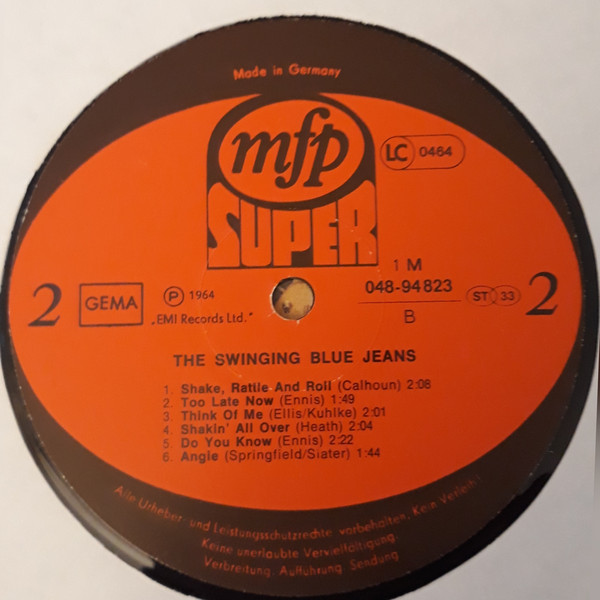 Made in Germany
mfp
SUPER
LC 0464
1 M
048-94823
B
ST 33
2
GEMA
P 1964
„EMI Records Ltd.“
2
THE SWINGING BLUE JEANS
1. Shake, Rattle And Roll (Calhoun) 2:08
2. Too Late Now (Ennis) 1:49
3. Think Of Me (Ellis/Kuhlke) 2:01
4. Shakin' All Over (Heath) 2:04
5. Do You Know (Ennis) 2:22
6. Angie (Springfield/Slater) 1:44
Alle Urheber- und Leistungsschutzrechte vorbehalten. Kein Verleih!
Keine unerlaubte Vervielfältigung,
Verbreitung, Aufführung, Sendung